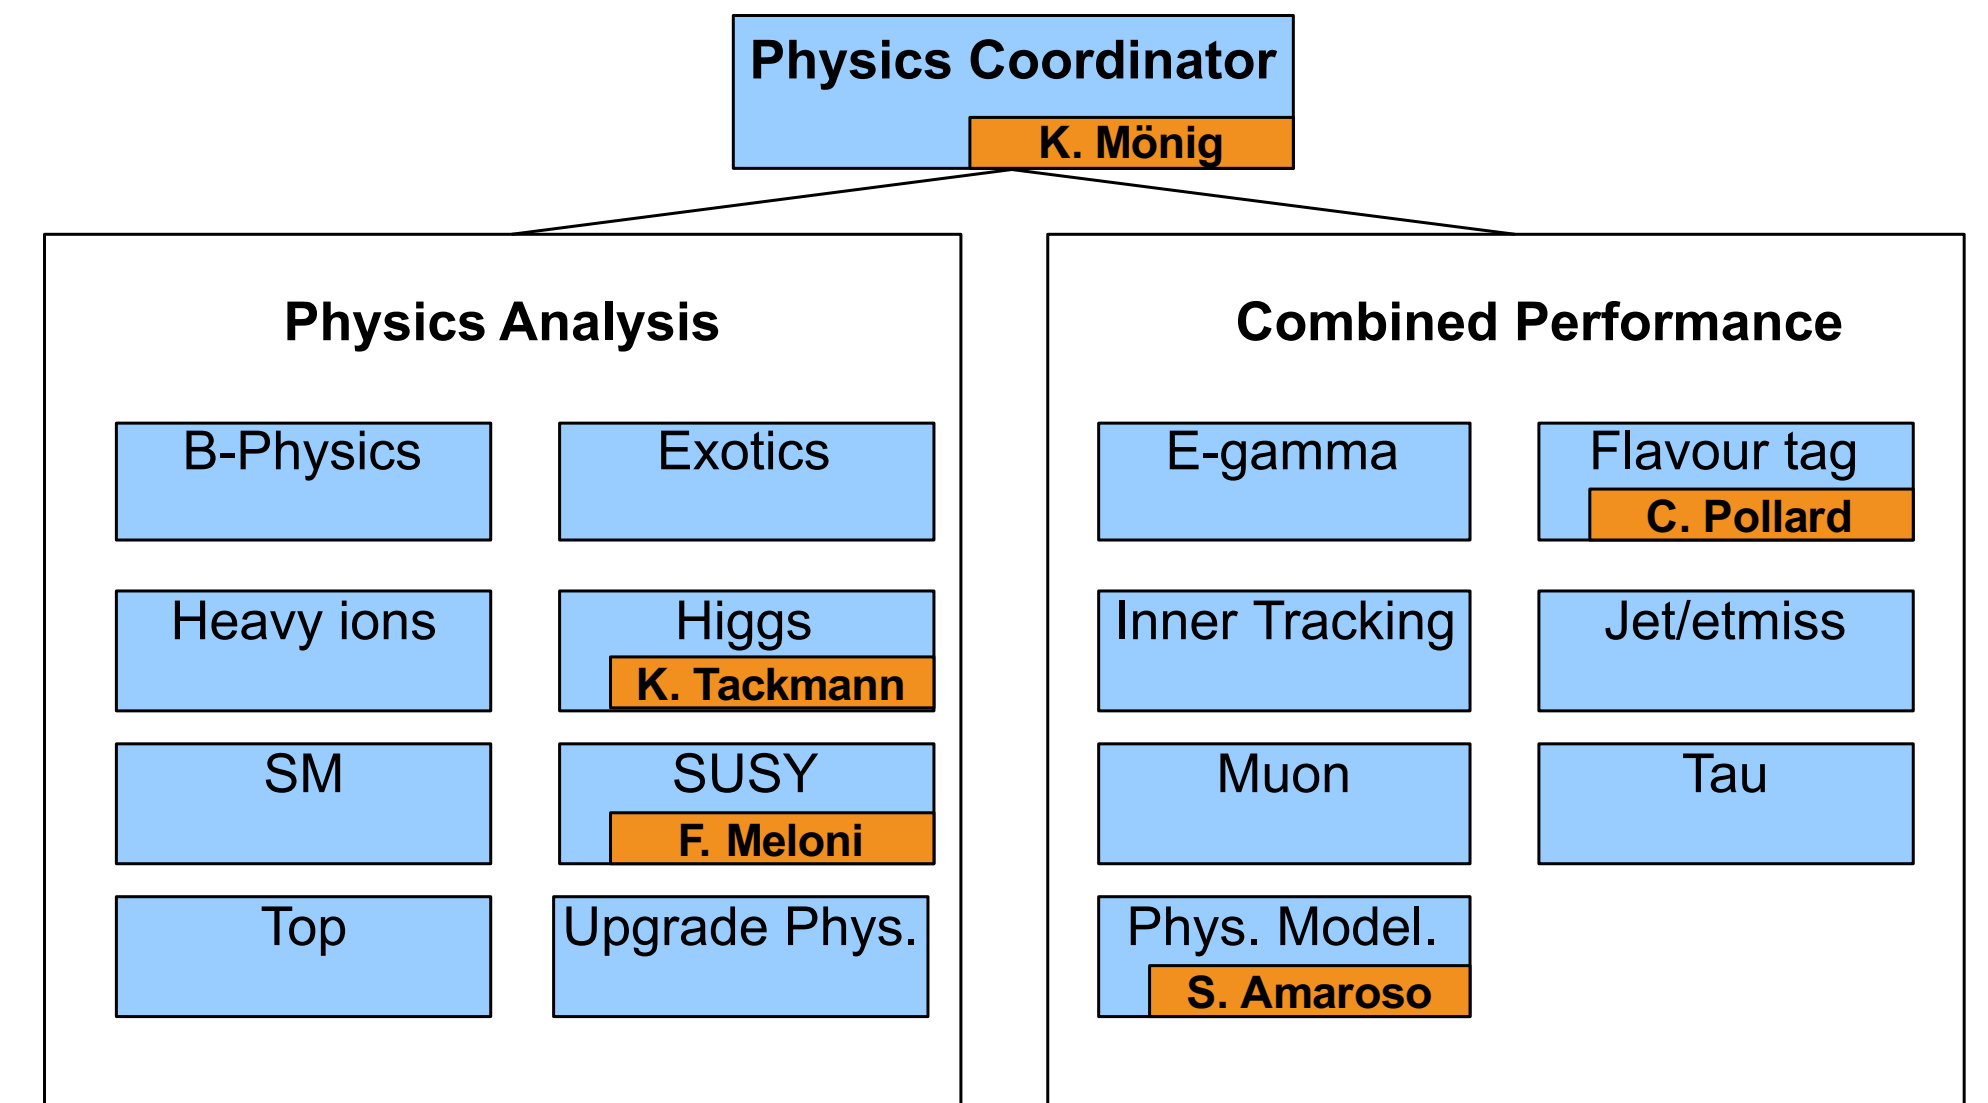 Physics Coordinator
K. Mönig
Physics Analysis
B-Physics
Exotics
Heavy ions
Higgs
K. Tackmann
SM
SUSY
F. Meloni
Top
Upgrade Phys.
Combined Performance
E-gamma
Flavour tag
C. Pollard
Inner Tracking
Jet/etmiss
Muon
Tau
Phys. Model.
S. Amaroso